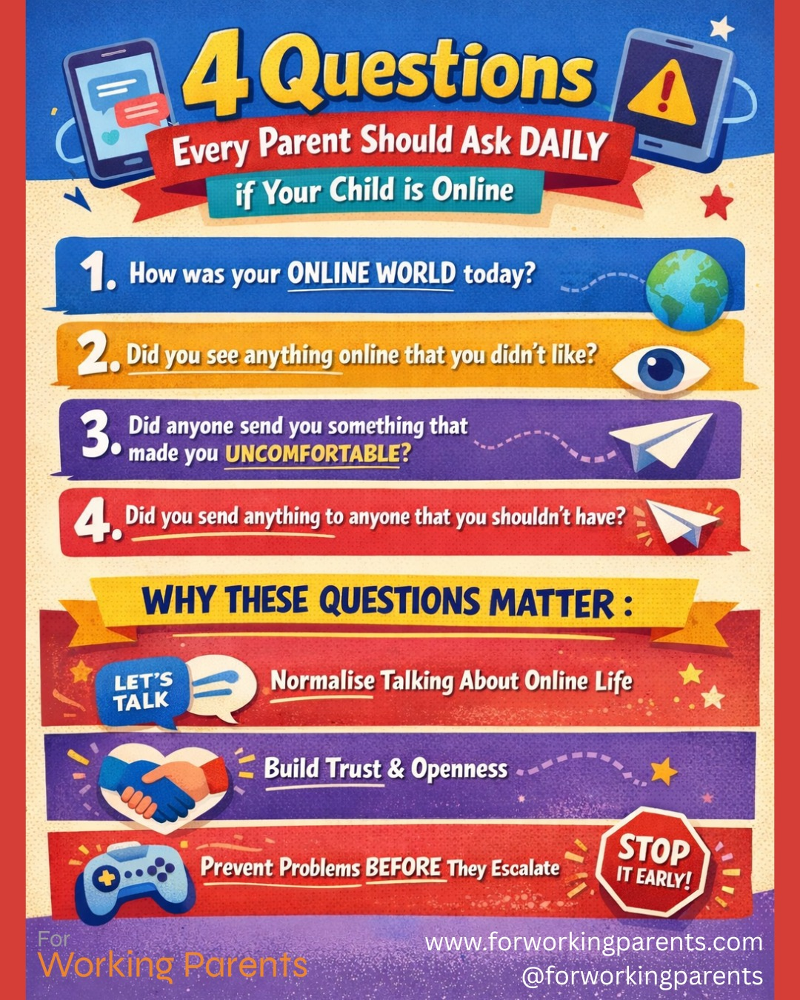 4 Questions
Every Parent Should Ask DAILY
if Your Child is Online
1. How was your ONLINE WORLD today?
2. Did you see anything online that you didn't like?
3. Did anyone send you something that
made you UNCOMFORTABLE?
4. Did you send anything to anyone that you shouldn't have?
WHY THESE QUESTIONS MATTER :
LET'S
TALK
Normalise Talking About Online Life
Build Trust & Openness
Prevent Problems BEFORE They Escalate
STOP
IT EARLY!
For
Working Parents
www.forworkingparents.com
@forworkingparents